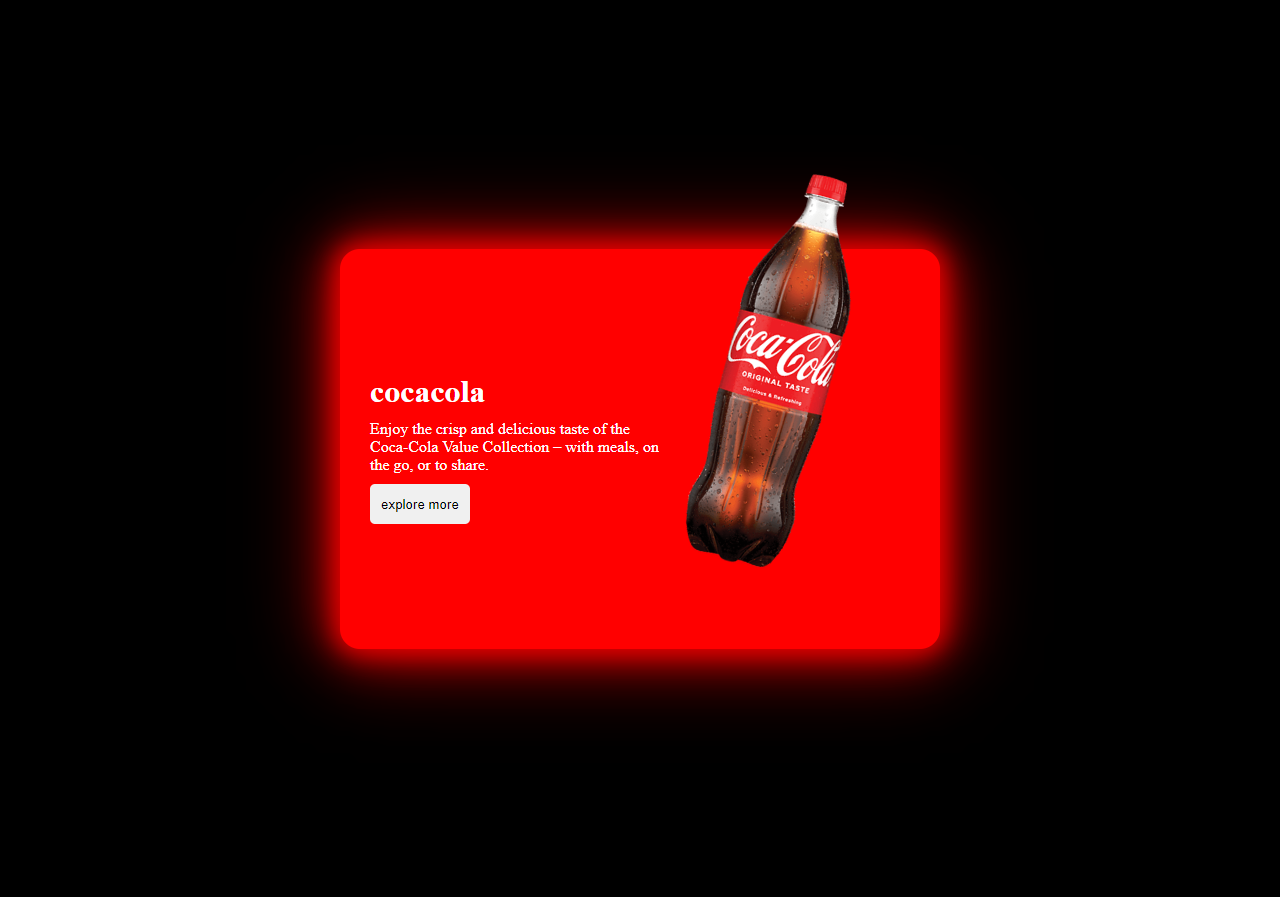 Coca-Cola
ORIGINAL TASTE
Delicious & Refreshing
cocacola
Enjoy the crisp and delicious taste of the
Coca-Cola Value Collection – with meals, on
the go, or to share.
explore more